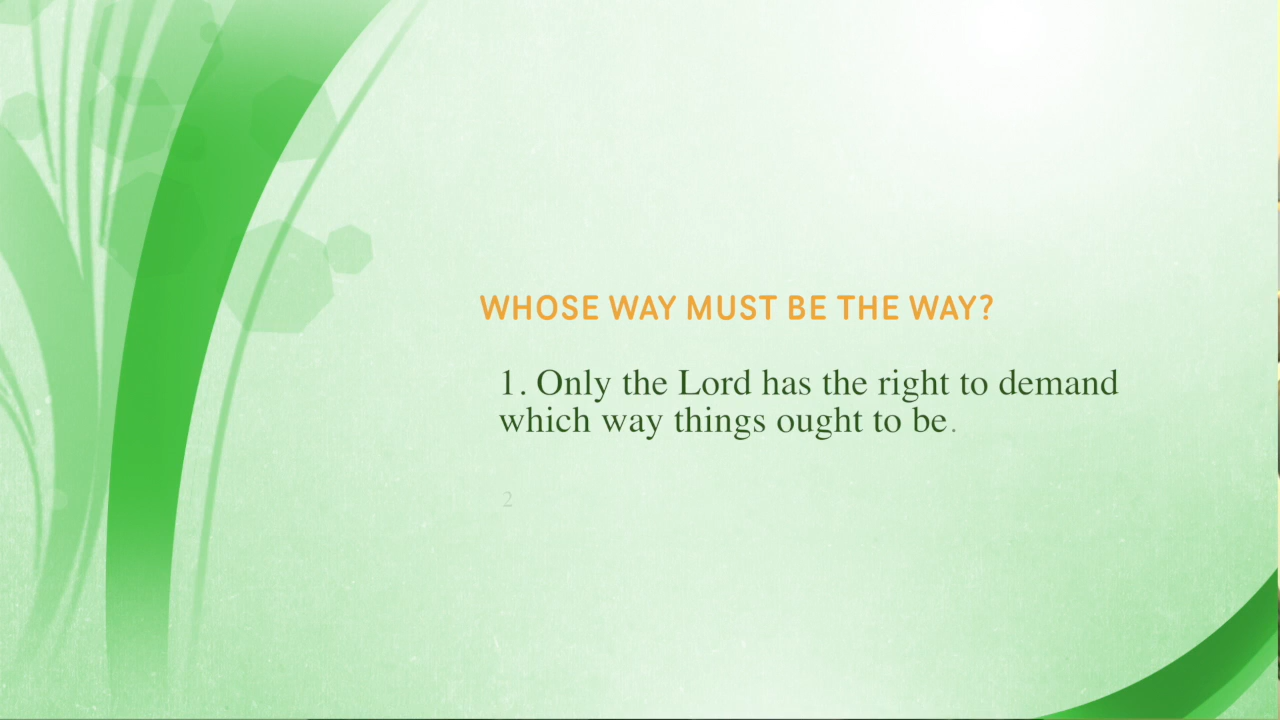 WHOSE WAY MUST BE THE WAY?
1. Only the Lord has the right to demand
which way things ought to be.
2